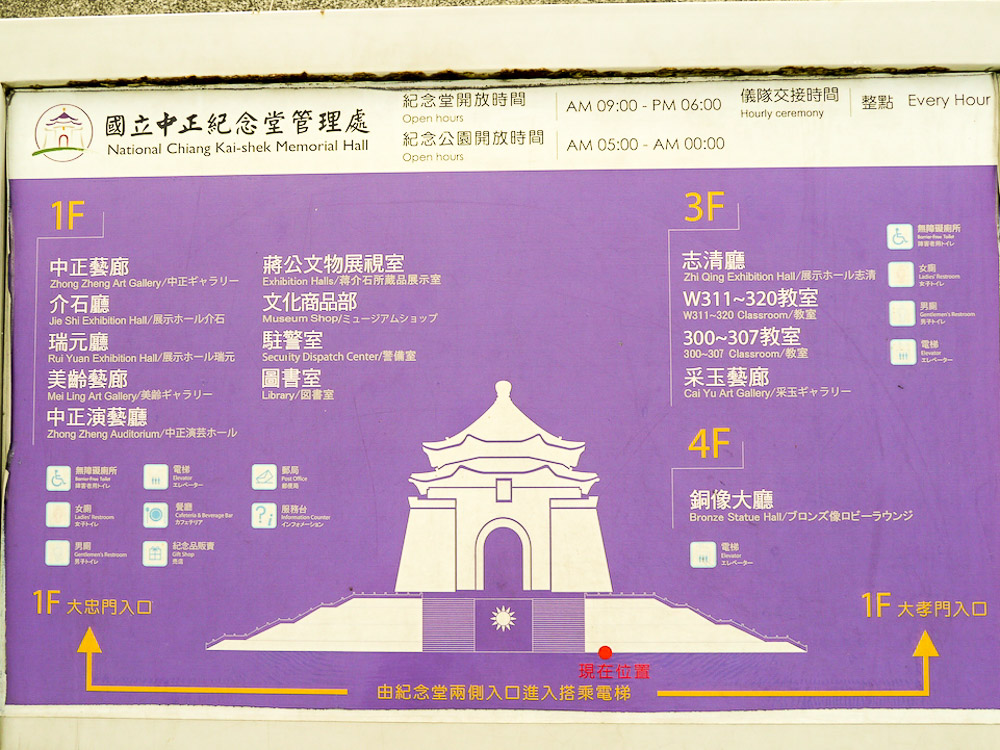 國立中正紀念堂管理處
National Chiang Kai-shek Memorial Hall
紀念堂開放時間
Open hours
AM 09:00 - PM 06:00
紀念公園開放時間
Open hours
AM 05:00 - AM 00:00
儀隊交接時間
Hourly ceremony
整點 Every Hour
1F
中正藝廊
Zhong Zheng Art Gallery/中正ギャラリー
介石廳
Jie Shi Exhibition Hall/展示ホール介石
瑞元廳
Rui Yuan Exhibition Hall/展示ホール瑞元
美齡藝廊
Mei Ling Art Gallery/美齢ギャラリー
中正演藝廳
Zhong Zheng Auditorium/中正演芸ホール
蔣公文物展視室
Exhibition Halls/蒋介石所蔵品展示室
文化商品部
Museum Shop/ミュージアムショップ
駐警室
Security Dispatch Center/警備室
圖書室
Library/図書室
無障礙廁所
Barrier-Free Toilet
障害者用トイレ
女廁
Ladies' Restroom
女子トイレ
男廁
Gentlemen's Restroom
男子トイレ
電梯
Elevator
エレベーター
餐廳
Cafeteria & Beverage Bar
カフェテリア
紀念品販賣
Gift Shop
売店
郵局
Post Office
郵便局
服務台
Information Counter
インフォメーション
3F
志清廳
Zhi Qing Exhibition Hall/展示ホール志清
W311~320教室
W311~320 Classroom/教室
300~307教室
300~307 Classroom/教室
采玉藝廊
Cai Yu Art Gallery/采玉ギャラリー
無障礙廁所
Barrier-Free Toilet
障害者用トイレ
女廁
Ladies' Restroom
女子トイレ
男廁
Gentlemen's Restroom
男子トイレ
電梯
Elevator
エレベーター
4F
銅像大廳
Bronze Statue Hall/ブロンズ像ロビーラウンジ
電梯
Elevator
エレベーター
1F 大忠門入口
1F 大孝門入口
現在位置
由紀念堂兩側入口進入搭乘電梯